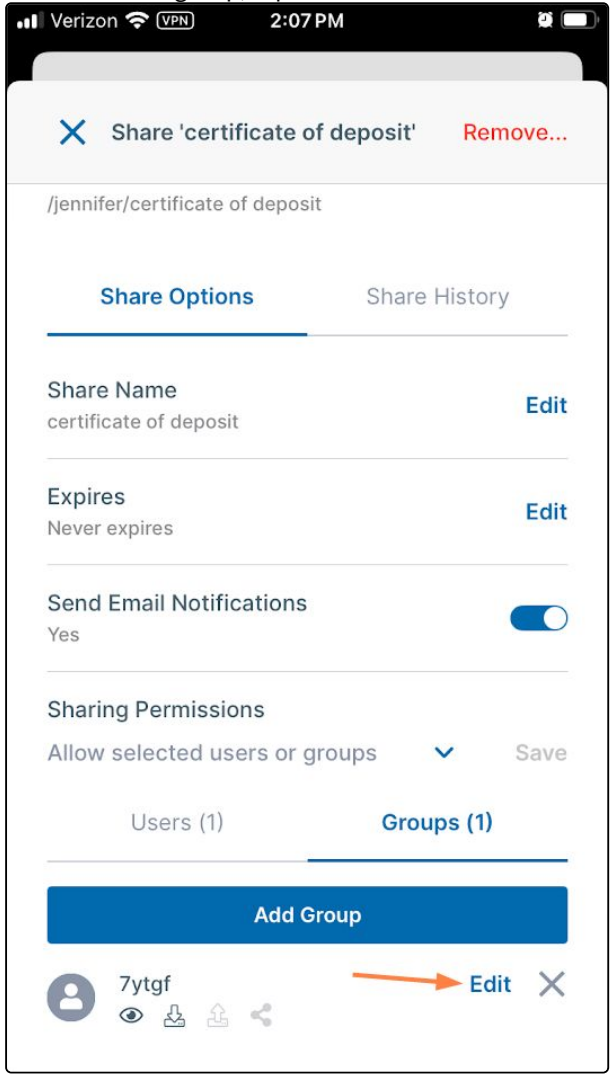 Verizon VPN 2:07 PM
Share 'certificate of deposit' Remove...
/jennifer/certificate of deposit
Share Options Share History
Share Name
certificate of deposit
Edit
Expires
Never expires
Edit
Send Email Notifications
Yes
Sharing Permissions
Allow selected users or groups Save
Users (1) Groups (1)
Add Group
7ytgf
Edit